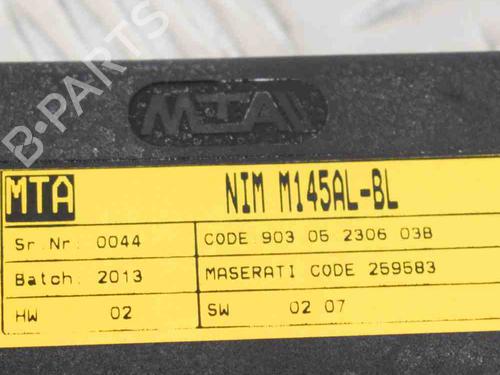 B-PARTS
MTA
MTA NIM M145AL-BL
Sr.Nr: 0044 CODE 903 05 2306 03B
Batch: 2013 MASERATI CODE 259583
HW 02 SW 02 07